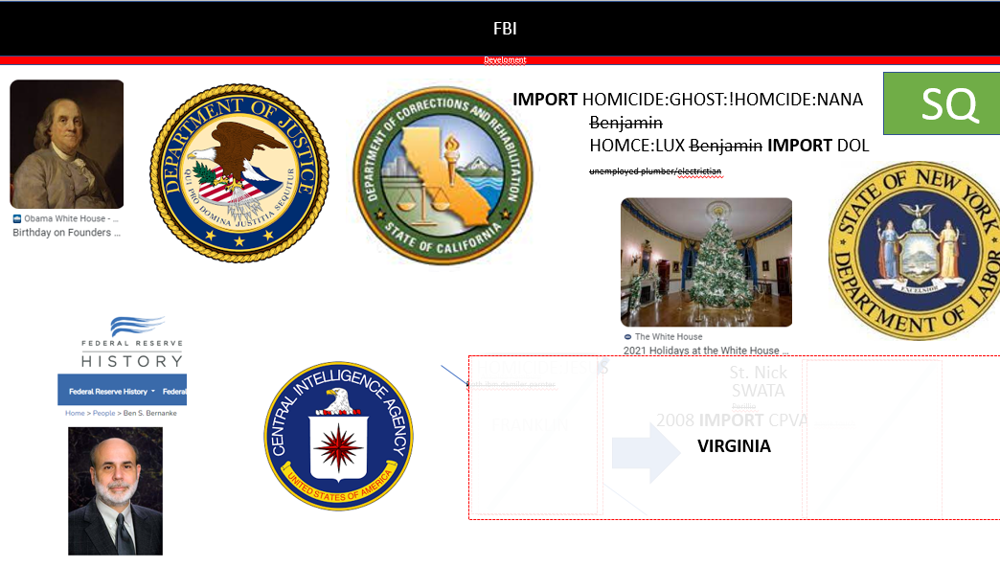 FBI
Develoment
IMPORT HOMICIDE:GHOST:!HOMCIDE:NANA
Benjamin
HOMCE:LUX Benjamin IMPORT DOL
unemployed plumber/electrictian
SQ
DEPARTMENT OF JUSTICE
QUI PRO DOMINA JUSTITIA SEQUITUR
DEPARTMENT OF CORRECTIONS AND REHABILITATION
STATE OF CALIFORNIA
STATE OF NEW YORK
DEPARTMENT OF LABOR
EXCELSIOR
Obama White House - ...
Birthday on Founders ...
The White House
2021 Holidays at the White House ...
FEDERAL RESERVE
HISTORY
Federal Reserve History Federal
Home > People > Ben S. Bernanke
CENTRAL INTELLIGENCE AGENCY
UNITED STATES OF AMERICA
St. Nick
SWATA
2008 IMPORT CPVA
VIRGINIA